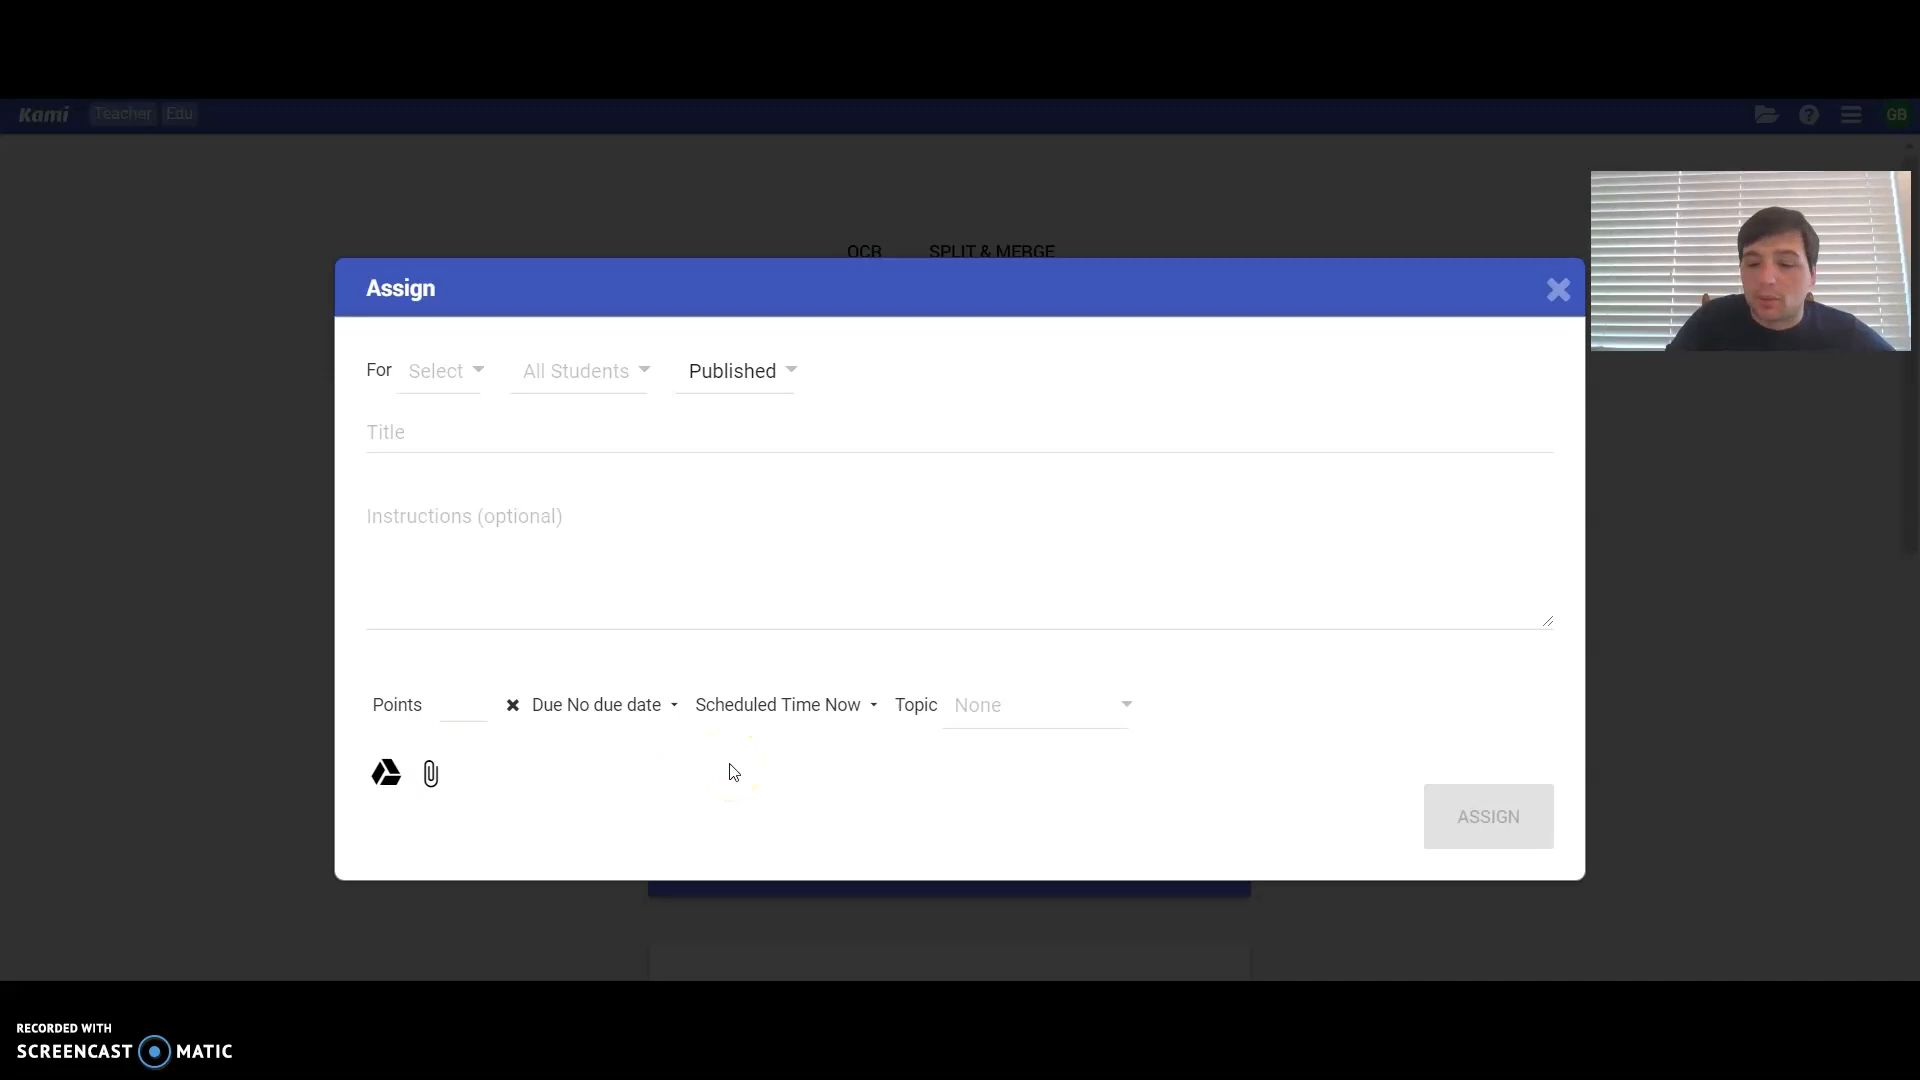 Kami Teacher Edu
GB
OCR SPLIT & MERGE
Assign
For Select All Students Published
Title
Instructions (optional)
Points Due No due date Scheduled Time Now Topic None
ASSIGN
RECORDED WITH
SCREENCAST MATIC